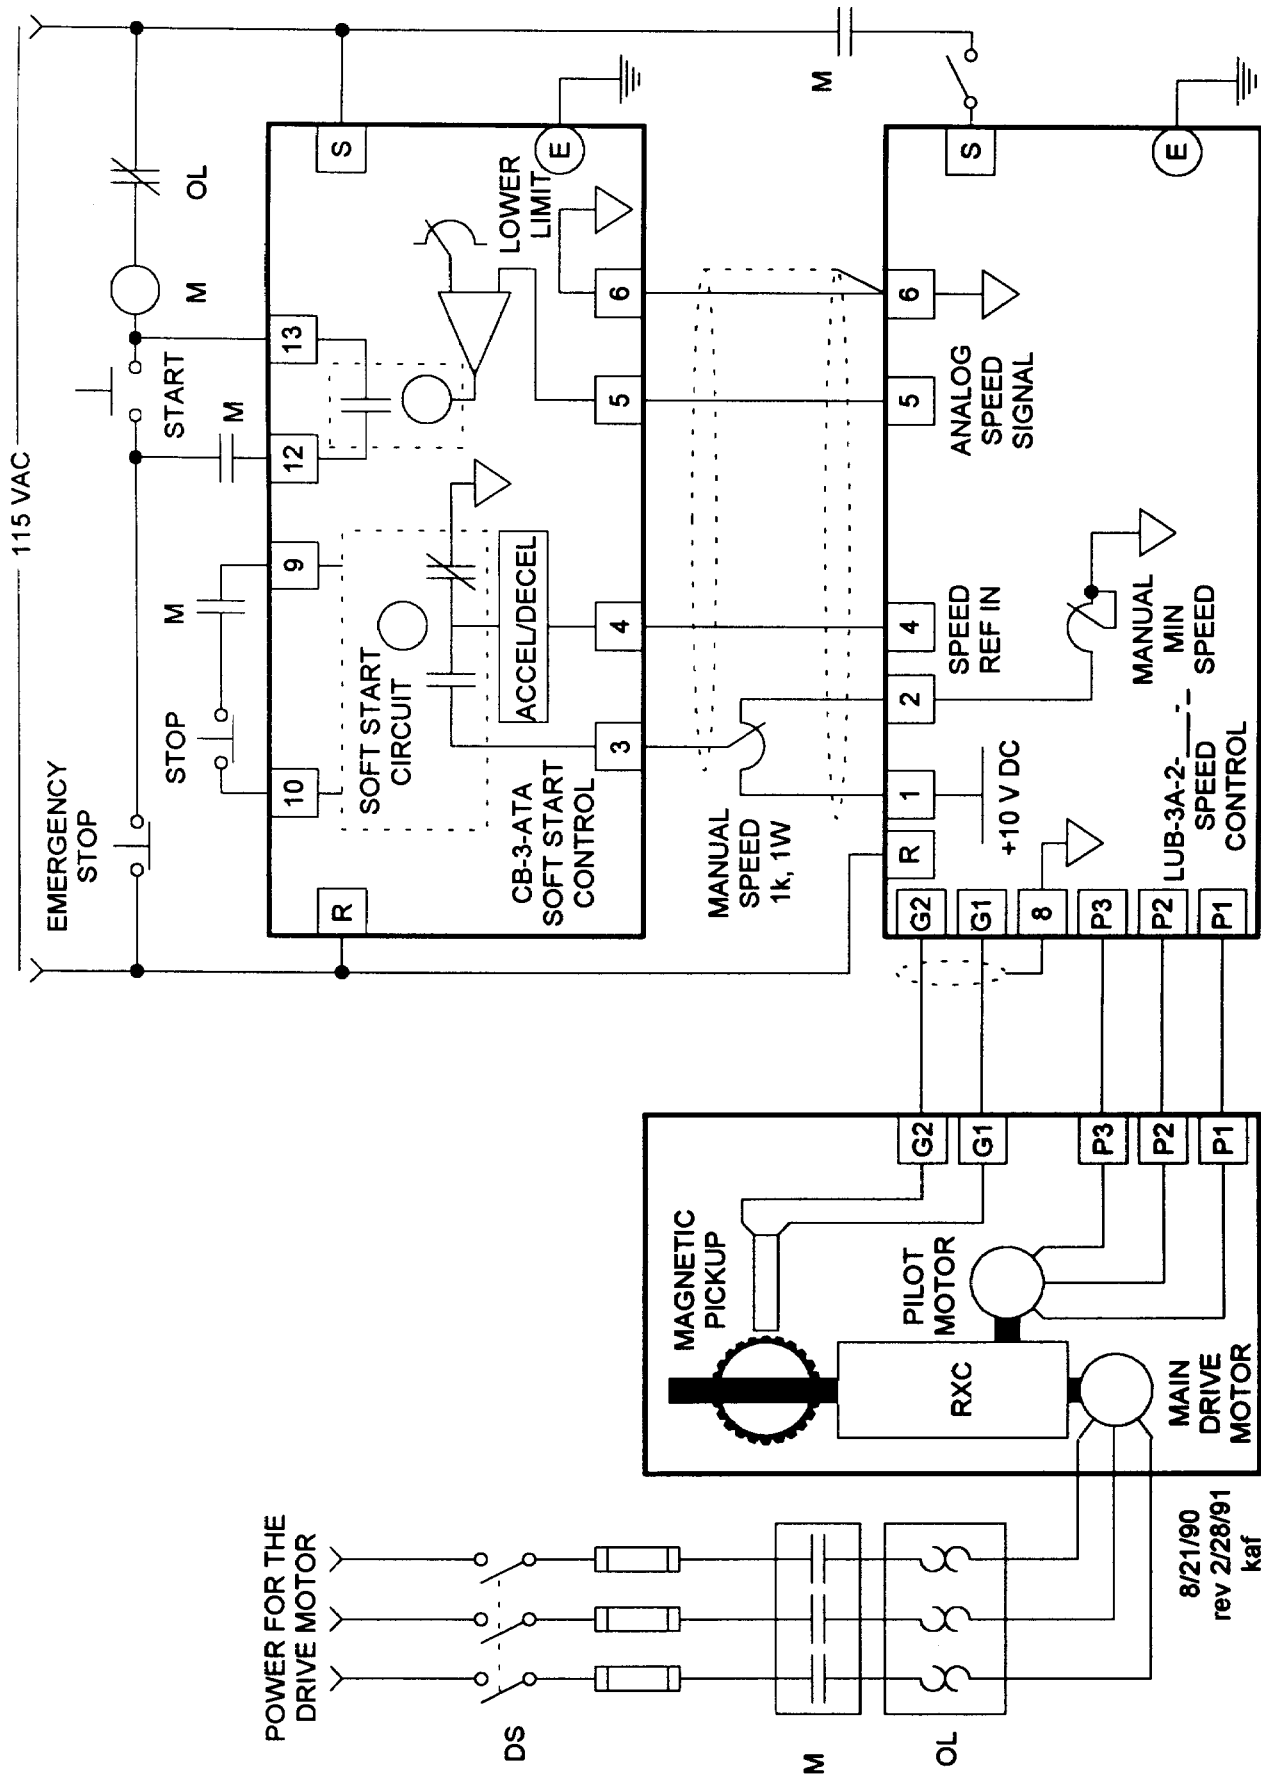 115 VAC
EMERGENCY
STOP
START
M
OL
STOP
M
M
R
10
9
12
13
S
SOFT START
CIRCUIT
ACCEL/DECEL
LOWER
LIMIT
E
CB-3-ATA
SOFT START
CONTROL
3
4
5
6
MANUAL
SPEED
1k, 1W
M
G2
R
1
2
4
5
6
S
G1
8
P3
P2
P1
+10 V DC
SPEED
REF IN
ANALOG
SPEED
SIGNAL
E
MANUAL
MIN
SPEED
LUB-3A-2-_ _ _
SPEED
CONTROL
POWER FOR THE
DRIVE MOTOR
DS
M
OL
MAGNETIC
PICKUP
G2
G1
P3
P2
P1
PILOT
MOTOR
RXC
MAIN
DRIVE
MOTOR
8/21/90
rev 2/28/91
kaf